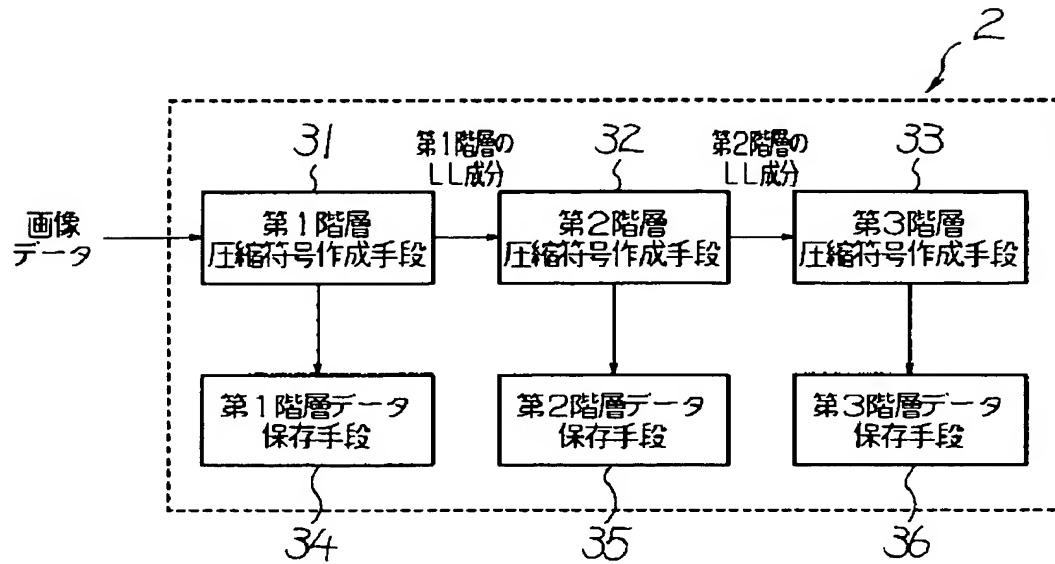 2
31
第1階層の
LL成分
32
第2階層の
LL成分
33
画像
データ
第1階層
圧縮符号作成手段
第2階層
圧縮符号作成手段
第3階層
圧縮符号作成手段
第1階層データ
保存手段
第2階層データ
保存手段
第3階層データ
保存手段
34
35
36